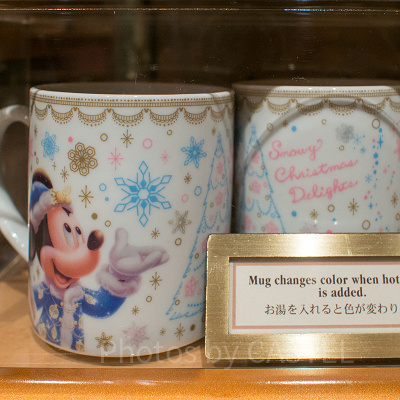 Snowy
Christmas
Delights
Mug changes color when hot
is added.
お湯を入れると色が変わり
Photos by CASTEL